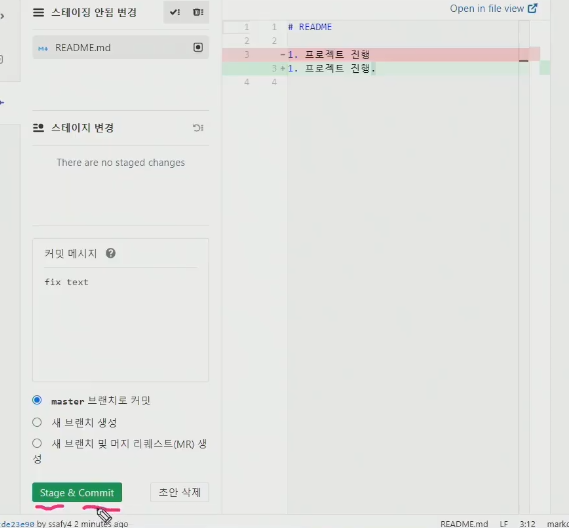 스테이징 안됨 변경
README.md
스테이지 변경
There are no staged changes
커밋 메시지
fix text
master 브랜치로 커밋
새 브랜치 생성
새 브랜치 및 머지 리퀘스트(MR) 생
성
Stage & Commit
초안 삭제
Open in file view
1 1 # README
2 2
3 -1. 프로젝트 진행
3 +1. 프로젝트 진행.
4 4
de23e90 by ssafy4 2 minutes ago
README.md LF 3:12